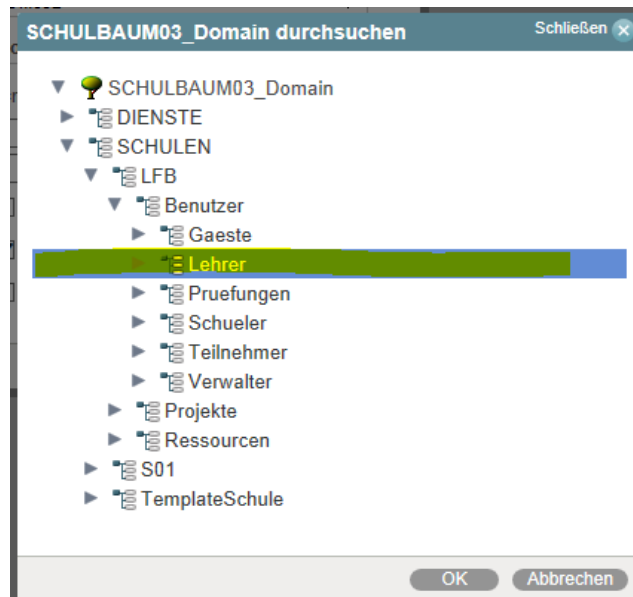 SCHULBAUM03_Domain durchsuchen Schließen
SCHULBAUM03_Domain
DIENSTE
SCHULEN
LFB
Benutzer
Gaeste
Lehrer
Pruefungen
Schueler
Teilnehmer
Verwalter
Projekte
Ressourcen
S01
TemplateSchule
OK Abbrechen